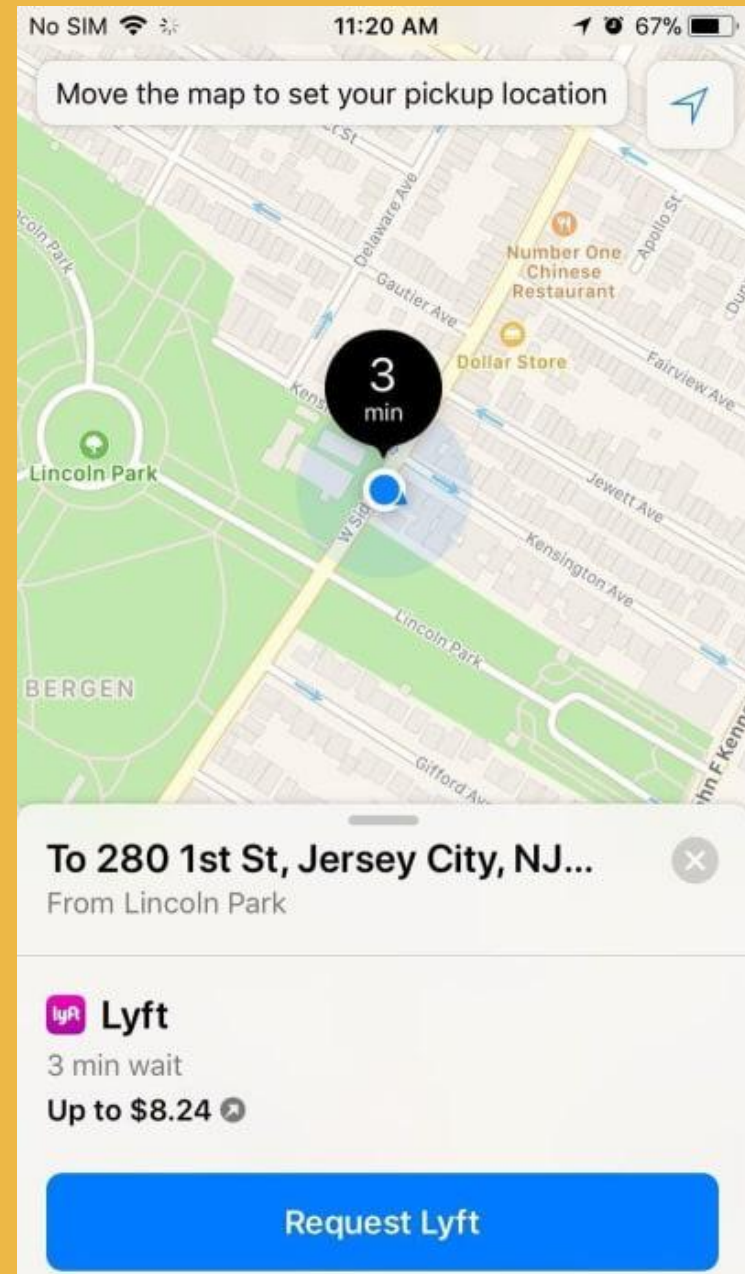 No SIM 11:20 AM 67%
Move the map to set your pickup location
Delaware Ave
Apollo St
Number One
Chinese
Restaurant
Gautier Ave
Dollar Store
Fairview Ave
3
min
Lincoln Park
Jewett Ave
W Sid
Kensington Ave
Lincoln Park
BERGEN
Gifford Av
To 280 1st St, Jersey City, NJ...
From Lincoln Park
lyft Lyft
3 min wait
Up to $8.24
Request Lyft